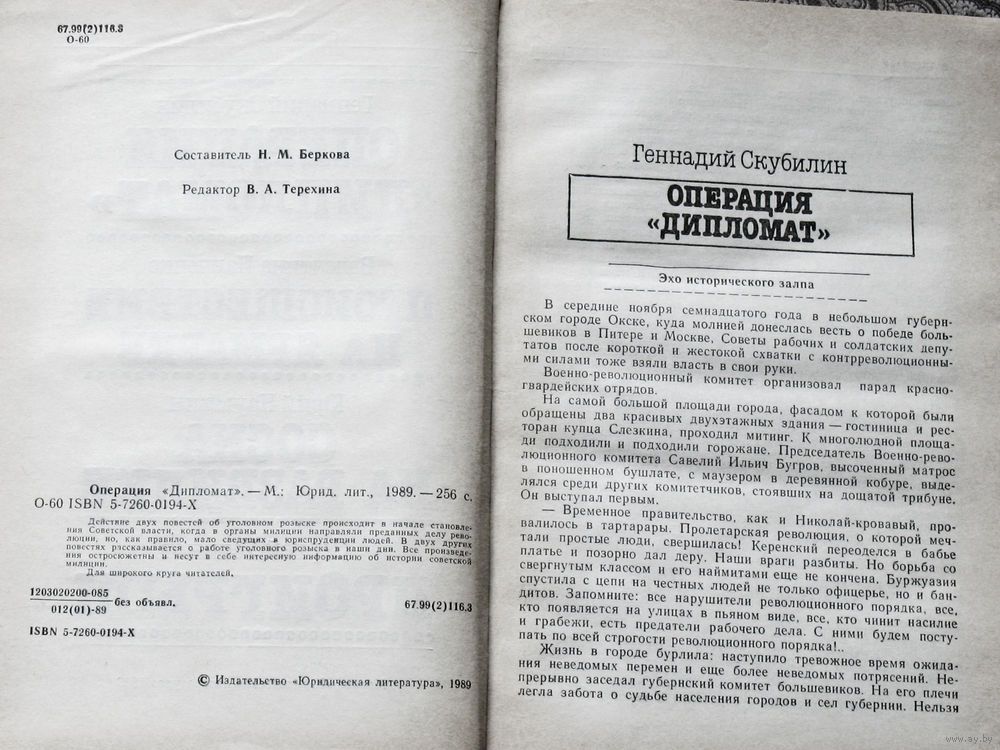 67.99(2)116.3
О-60
Составитель Н. М. Беркова
Редактор В. А. Терехина
Операция «Дипломат». — М.: Юрид. лит., 1989. — 256 с.
О-60 ISBN 5-7260-0194-X
Действие двух повестей об уголовном розыске происходит в начале становле-
ния Советской власти, когда в органы милиции направляли преданных делу рево-
люции, но, как правило, мало сведущих в юриспруденции людей. В двух других
повестях рассказывается о работе уголовного розыска в наши дни. Все произведе-
ния остросюжетны и несут в себе интересную информацию об истории советской
милиции.
Для широкого круга читателей.
1203020200-085
012(01)-89
без объявл.
67.99(2)116.3
ISBN 5-7260-0194-X
© Издательство «Юридическая литература», 1989
Геннадий Скубилин
ОПЕРАЦИЯ
«ДИПЛОМАТ»
Эхо исторического залпа
В середине ноября семнадцатого года в небольшом губерн-
ском городе Окске, куда молнией донеслась весть о победе боль-
шевиков в Питере и Москве, Советы рабочих и солдатских депу-
татов после короткой и жестокой схватки с контрреволюционны-
ми силами тоже взяли власть в свои руки.
Военно-революционный комитет организовал парад красно-
гвардейских отрядов.
На самой большой площади города, фасадом к которой были
обращены два красивых двухэтажных здания — гостиница и рес-
торан купца Слезкина, проходил митинг. К многолюдной площа-
ди подходили и подходили горожане. Председатель Военно-рево-
люционного комитета Савелий Ильич Бугров, высоченный матрос
в поношенном бушлате, с маузером в деревянной кобуре, выде-
лялся среди других комитетчиков, стоявших на дощатой трибуне.
Он выступал первым.
— Временное правительство, как и Николай-кровавый, про-
валилось в тартарары. Пролетарская революция, о которой меч-
тали простые люди, свершилась! Керенский переоделся в бабье
платье и позорно дал деру. Наши враги разбиты. Но борьба со
свергнутым классом и его наймитами еще не кончена. Буржуазия
спустила с цепи на честных людей не только офицерье, но и бан-
дитов. Запомните: все нарушители революционного порядка, все,
кто появляется на улицах в пьяном виде, все, кто чинит насилие
и грабежи, есть предатели рабочего дела. С ними будем посту-
пать по всей строгости революционного порядка!..
Жизнь в городе бурлила: наступило тревожное время ожида-
ния неведомых перемен и еще более неведомых потрясений. Не-
прерывно заседал губернский комитет большевиков. На его плечи
легла забота о судьбе населения городов и сел губернии. Нельзя
www.ay.by